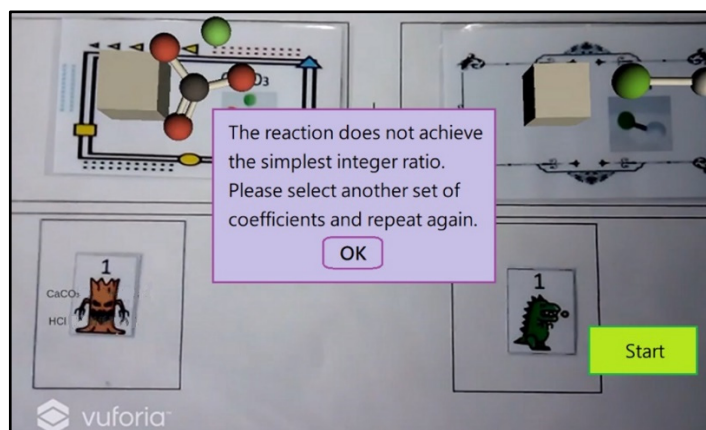 The reaction does not achieve
the simplest integer ratio.
Please select another set of
coefficients and repeat again.
OK
1
CaCO₃
HCl
1
Start
vuforia™